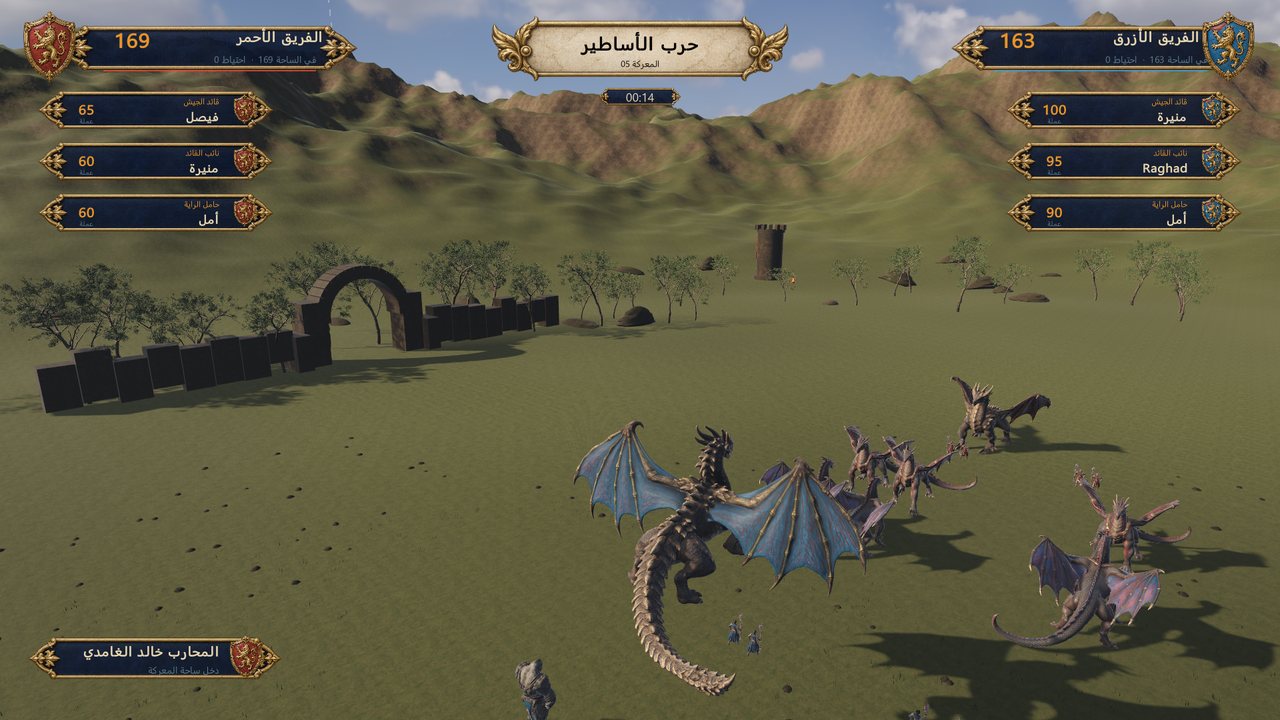 حرب الأساطير
المعركة 05
00:14
الفريق الأحمر
169
في الساحة 169 · احتياط 0
قائد الجيش
فيصل
65
عملة
نائب القائد
منيرة
60
عملة
حامل الراية
أمل
60
عملة
الفريق الأزرق
163
في الساحة 163 · احتياط 0
قائد الجيش
منيرة
100
عملة
نائب القائد
Raghad
95
عملة
حامل الراية
أمل
90
عملة
المحارب خالد الغامدي
دخل ساحة المعركة